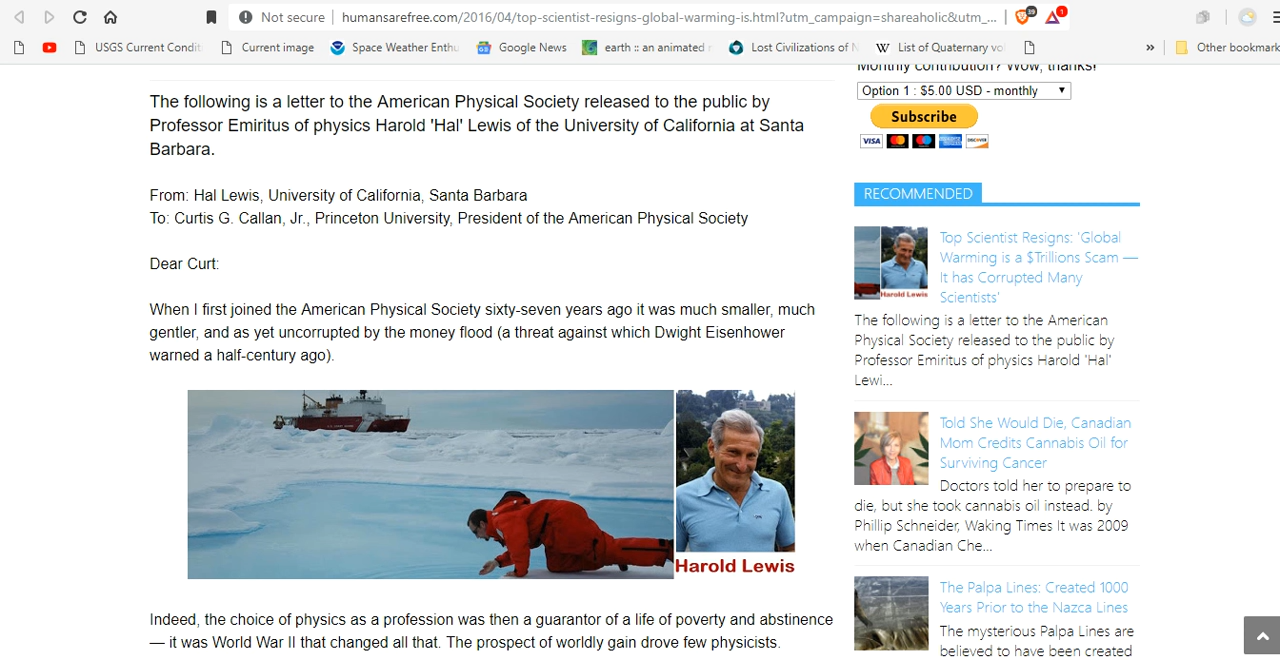 Not secure | humansarefree.com/2016/04/top-scientist-resigns-global-warming-is.html?utm_campaign=shareaholic&utm_...
39
1
USGS Current Condit
Current image
Space Weather Enthu
Google News
earth :: an animated
Lost Civilizations of N
W List of Quaternary vo
» Other bookmark
The following is a letter to the American Physical Society released to the public by
Professor Emiritus of physics Harold 'Hal' Lewis of the University of California at Santa
Barbara.
From: Hal Lewis, University of California, Santa Barbara
To: Curtis G. Callan, Jr., Princeton University, President of the American Physical Society
Dear Curt:
When I first joined the American Physical Society sixty-seven years ago it was much smaller, much
gentler, and as yet uncorrupted by the money flood (a threat against which Dwight Eisenhower
warned a half-century ago).
Harold Lewis
Indeed, the choice of physics as a profession was then a guarantor of a life of poverty and abstinence
— it was World War II that changed all that. The prospect of worldly gain drove few physicists.
Monthly contribution? Wow, thanks!
Option 1 : $5.00 USD - monthly
Subscribe
VISA
DISCOVER
RECOMMENDED
Harold Lewis
Top Scientist Resigns: 'Global
Warming is a $Trillions Scam —
It has Corrupted Many
Scientists'
The following is a letter to the American
Physical Society released to the public by
Professor Emiritus of physics Harold 'Hal'
Lewi...
Told She Would Die, Canadian
Mom Credits Cannabis Oil for
Surviving Cancer
Doctors told her to prepare to
die, but she took cannabis oil instead. by
Phillip Schneider, Waking Times It was 2009
when Canadian Che...
The Palpa Lines: Created 1000
Years Prior to the Nazca Lines
The mysterious Palpa Lines are
believed to have been created